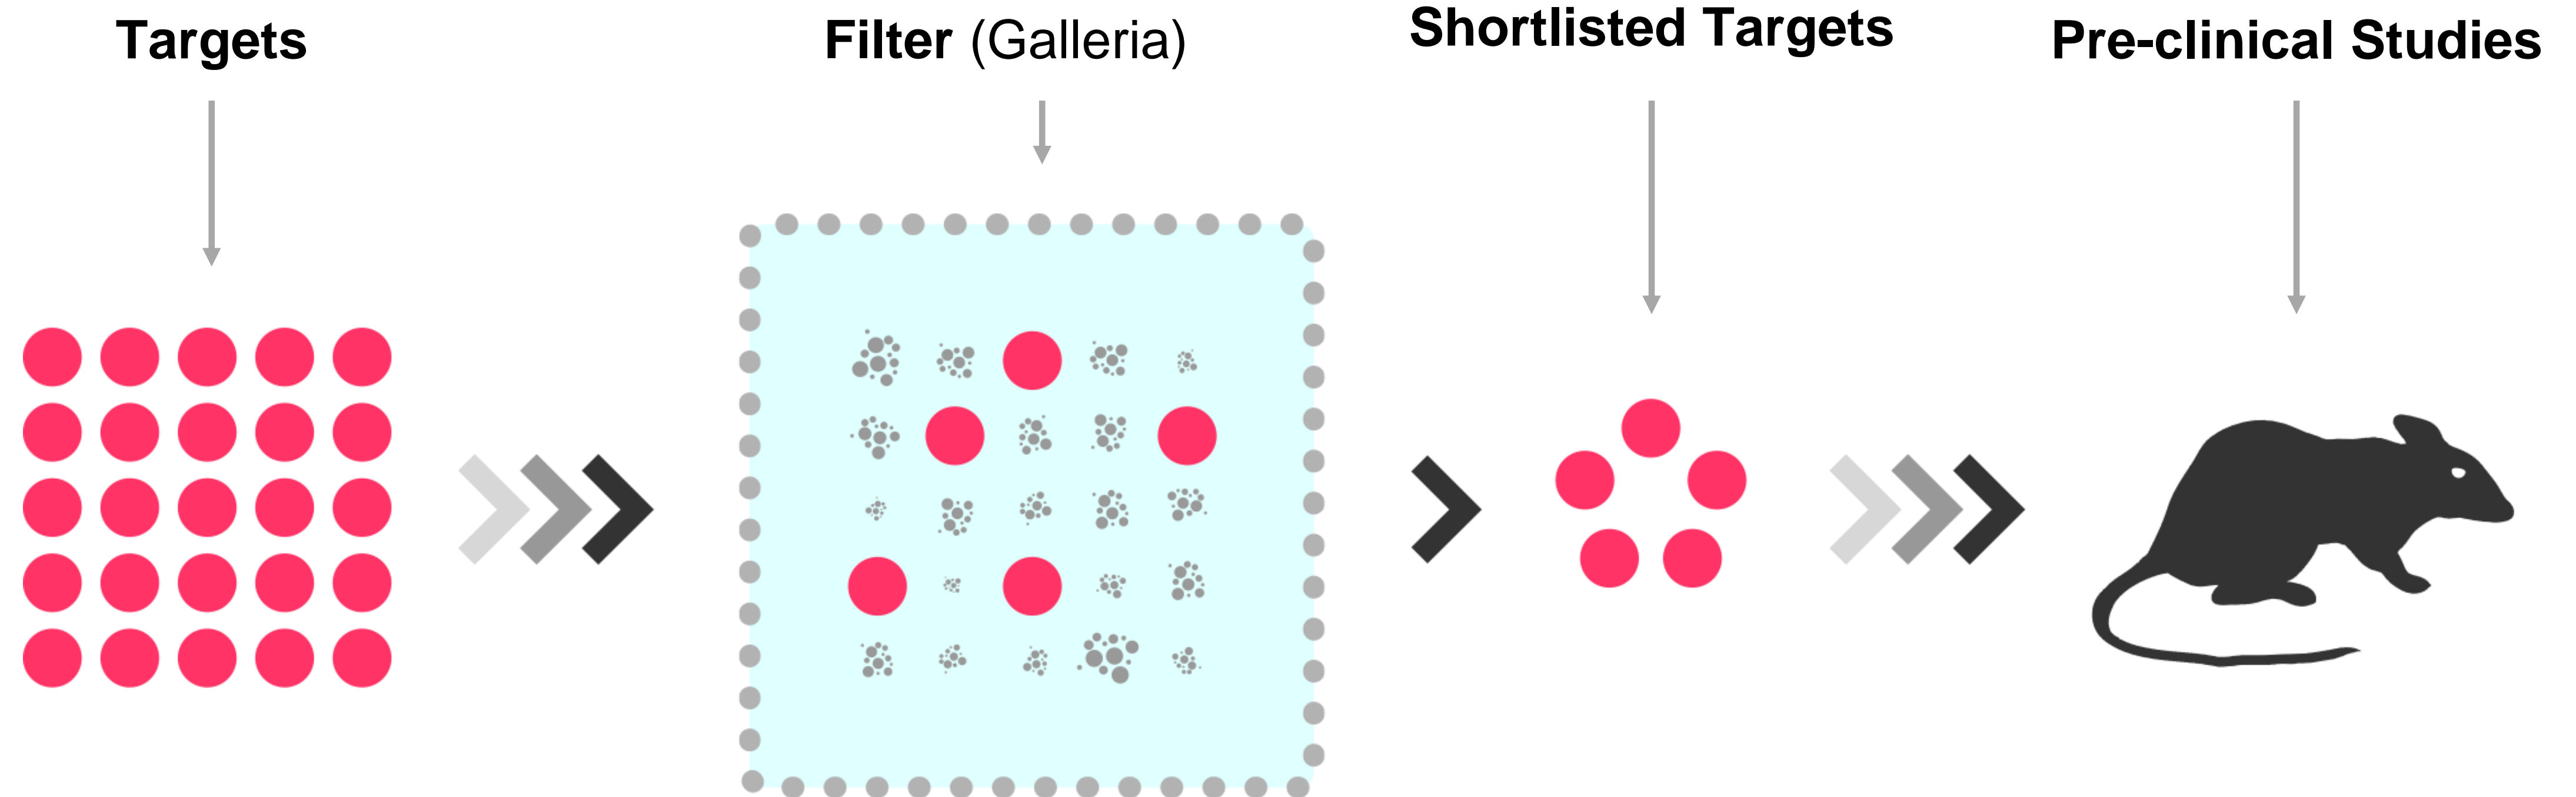 Targets
Filter (Galleria)
Shortlisted Targets
Pre-clinical Studies